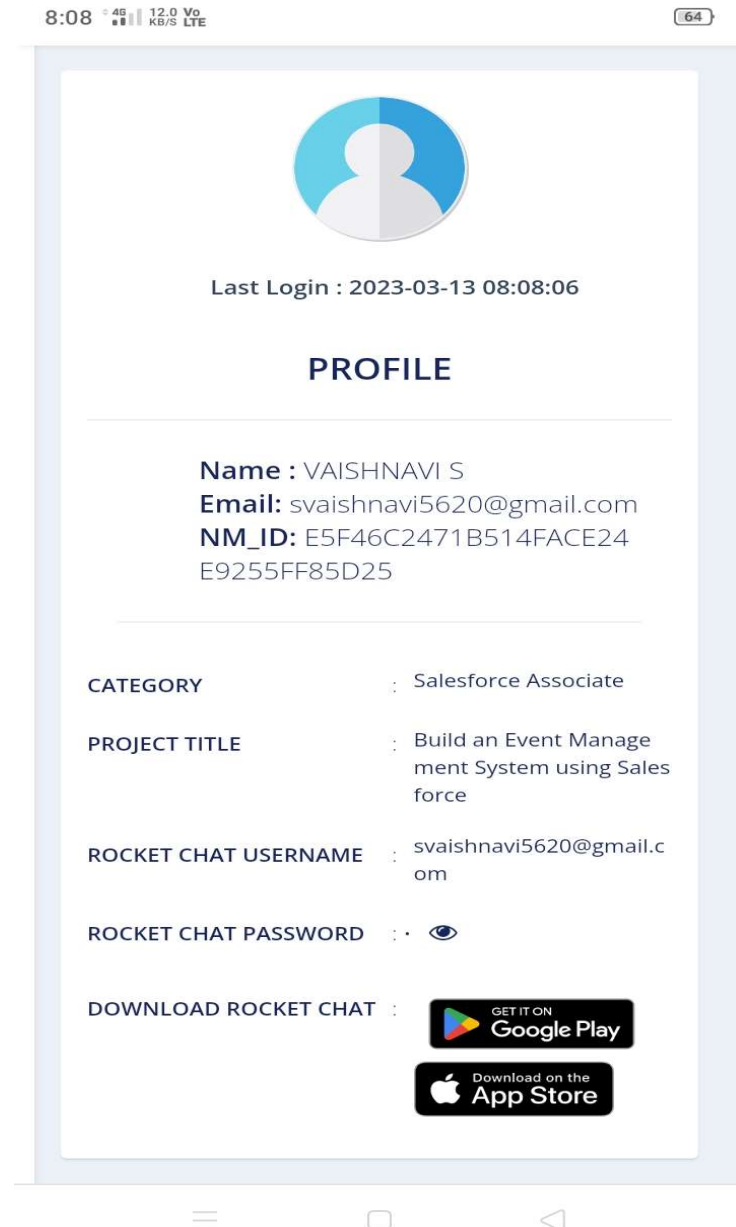 8:08 4G 12.0 KB/S Vo LTE 64
Last Login : 2023-03-13 08:08:06
PROFILE
Name : VAISHNAVI S
Email: svaishnavi5620@gmail.com
NM_ID: E5F46C2471B514FACE24
E9255FF85D25
CATEGORY : Salesforce Associate
PROJECT TITLE : Build an Event Manage
ment System using Sales
force
ROCKET CHAT USERNAME : svaishnavi5620@gmail.c
om
ROCKET CHAT PASSWORD : ·
DOWNLOAD ROCKET CHAT :
GET IT ON
Google Play
Download on the
App Store